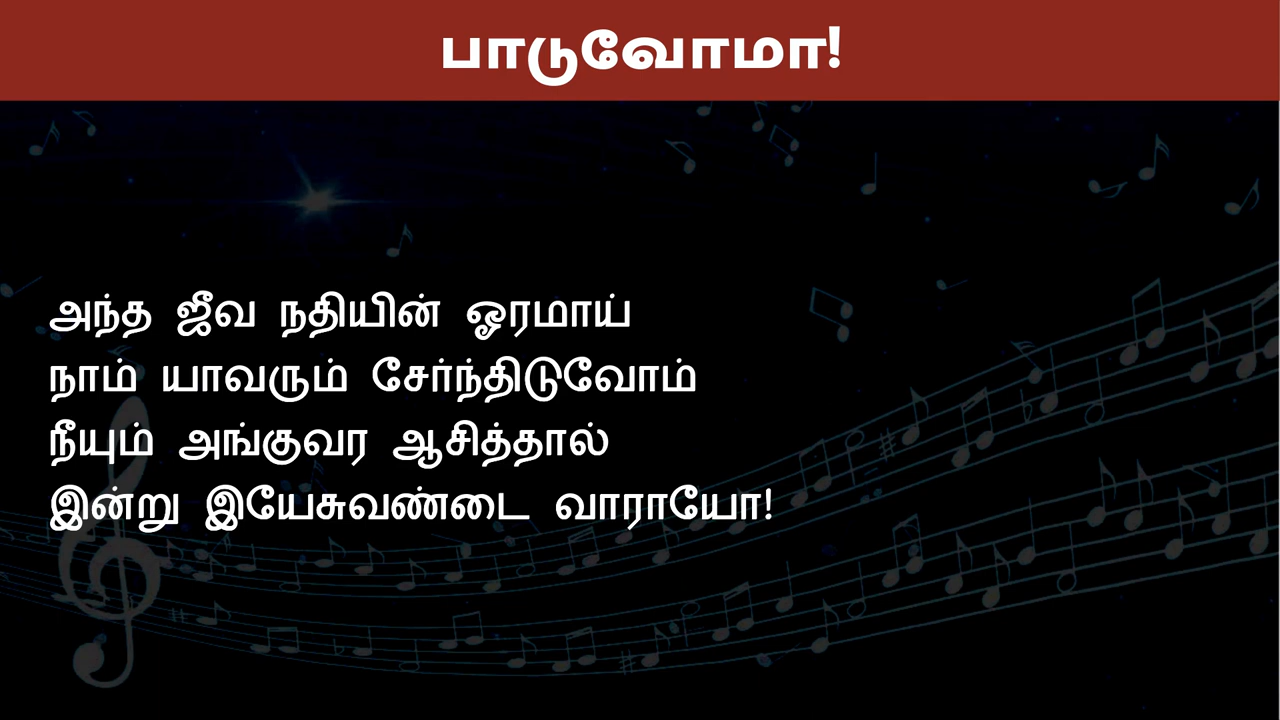 பாடுவோமா!
அந்த ஜீவ நதியின் ஓரமாய்
நாம் யாவரும் சேர்ந்திடுவோம்
நீயும் அங்குவர ஆசித்தால்
இன்று இயேசுவண்டை வாராயோ!